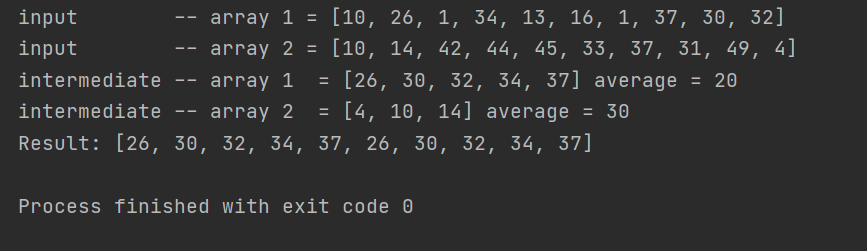 input        -- array 1 = [10, 26, 1, 34, 13, 16, 1, 37, 30, 32]
input        -- array 2 = [10, 14, 42, 44, 45, 33, 37, 31, 49, 4]
intermediate -- array 1  = [26, 30, 32, 34, 37] average = 20
intermediate -- array 2  = [4, 10, 14] average = 30
Result: [26, 30, 32, 34, 37, 26, 30, 32, 34, 37]
Process finished with exit code 0